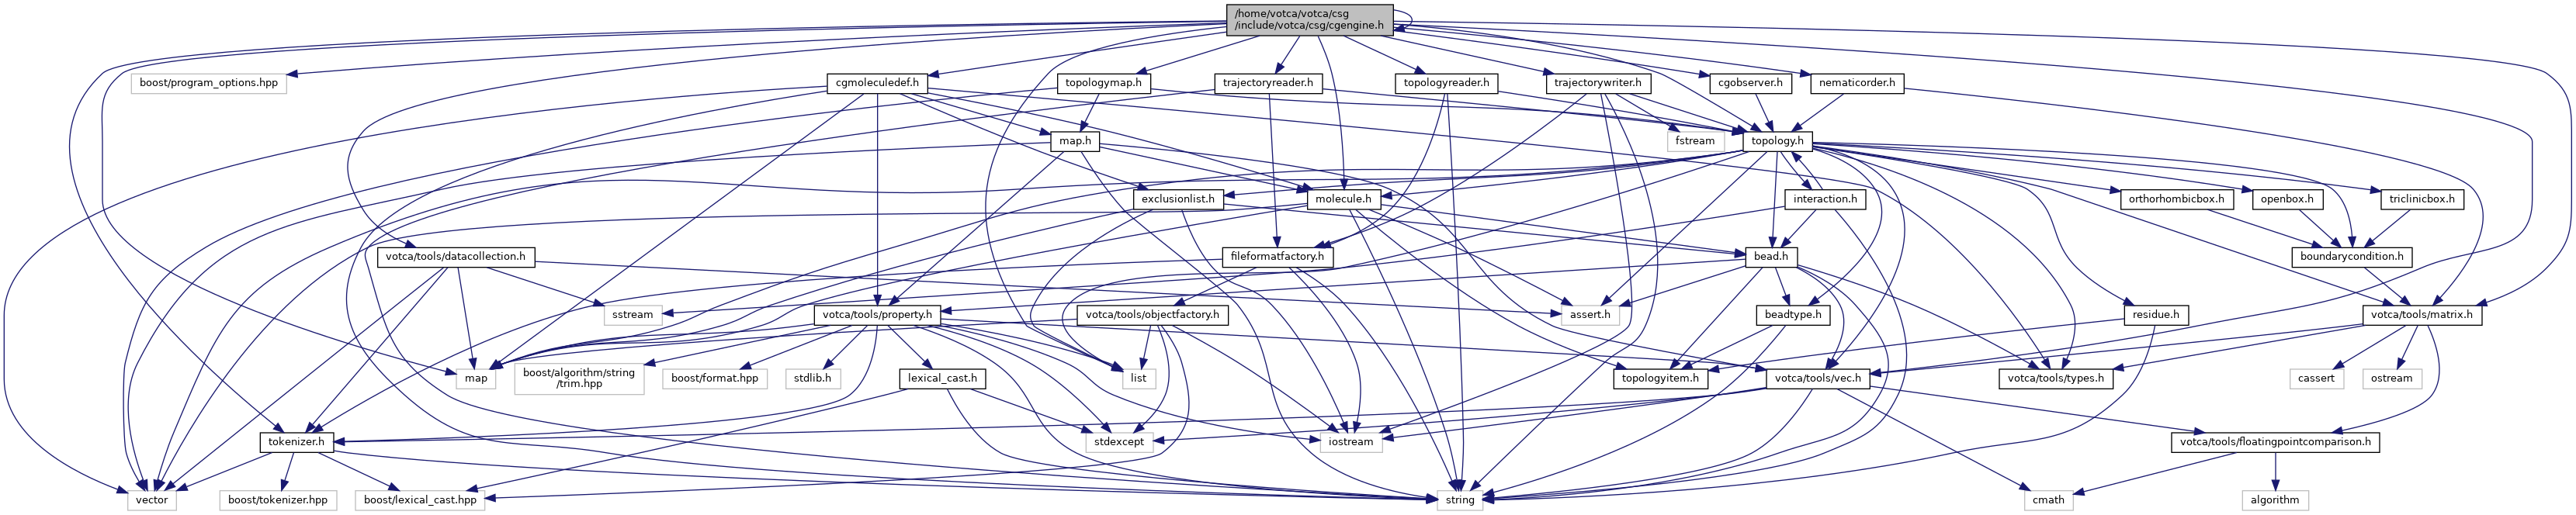 /home/votca/votca/csg
/include/votca/csg/cgengine.h
boost/program_options.hpp
cgmoleculedef.h
topologymap.h
trajectoryreader.h
topologyreader.h
trajectorywriter.h
cgobserver.h
nematicorder.h
map.h
fstream
topology.h
exclusionlist.h
molecule.h
interaction.h
orthorhombicbox.h
openbox.h
triclinicbox.h
votca/tools/datacollection.h
fileformatfactory.h
bead.h
boundarycondition.h
sstream
votca/tools/property.h
votca/tools/objectfactory.h
assert.h
beadtype.h
residue.h
votca/tools/matrix.h
map
boost/algorithm/string
/trim.hpp
boost/format.hpp
stdlib.h
lexical_cast.h
list
topologyitem.h
votca/tools/vec.h
votca/tools/types.h
cassert
ostream
tokenizer.h
stdexcept
iostream
votca/tools/floatingpointcomparison.h
vector
boost/tokenizer.hpp
boost/lexical_cast.hpp
string
cmath
algorithm